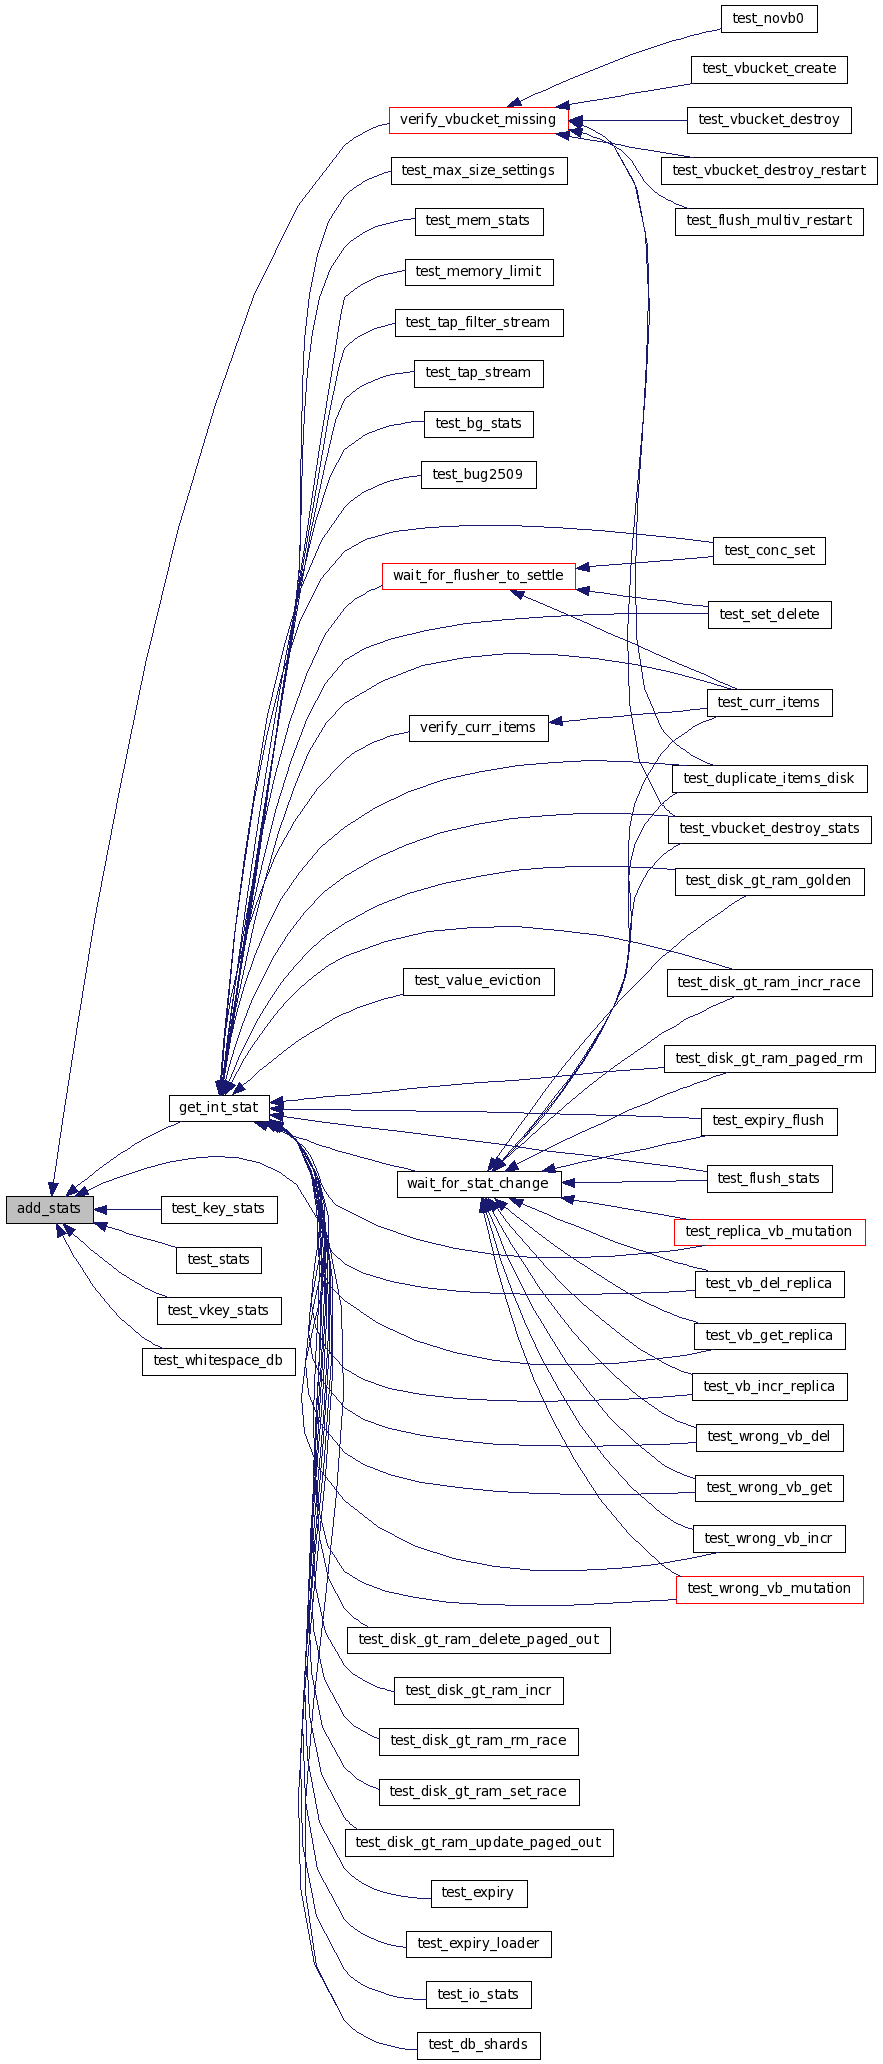 test_novb0
test_vbucket_create
verify_vbucket_missing
test_vbucket_destroy
test_max_size_settings
test_vbucket_destroy_restart
test_mem_stats
test_flush_multiv_restart
test_memory_limit
test_tap_filter_stream
test_tap_stream
test_bg_stats
test_bug2509
test_conc_set
wait_for_flusher_to_settle
test_set_delete
test_curr_items
verify_curr_items
test_duplicate_items_disk
test_vbucket_destroy_stats
test_disk_gt_ram_golden
test_value_eviction
test_disk_gt_ram_incr_race
test_disk_gt_ram_paged_rm
get_int_stat
test_expiry_flush
test_flush_stats
wait_for_stat_change
add_stats
test_key_stats
test_replica_vb_mutation
test_stats
test_vb_del_replica
test_vkey_stats
test_vb_get_replica
test_whitespace_db
test_vb_incr_replica
test_wrong_vb_del
test_wrong_vb_get
test_wrong_vb_incr
test_wrong_vb_mutation
test_disk_gt_ram_delete_paged_out
test_disk_gt_ram_incr
test_disk_gt_ram_rm_race
test_disk_gt_ram_set_race
test_disk_gt_ram_update_paged_out
test_expiry
test_expiry_loader
test_io_stats
test_db_shards